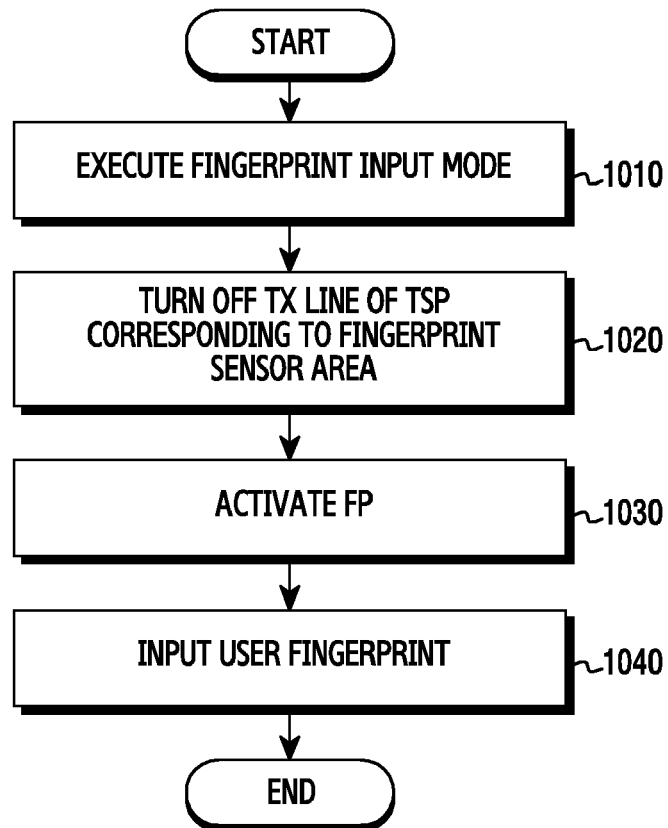 START
EXECUTE FINGERPRINT INPUT MODE
1010
TURN OFF TX LINE OF TSP
CORRESPONDING TO FINGERPRINT
SENSOR AREA
1020
ACTIVATE FP
1030
INPUT USER FINGERPRINT
1040
END